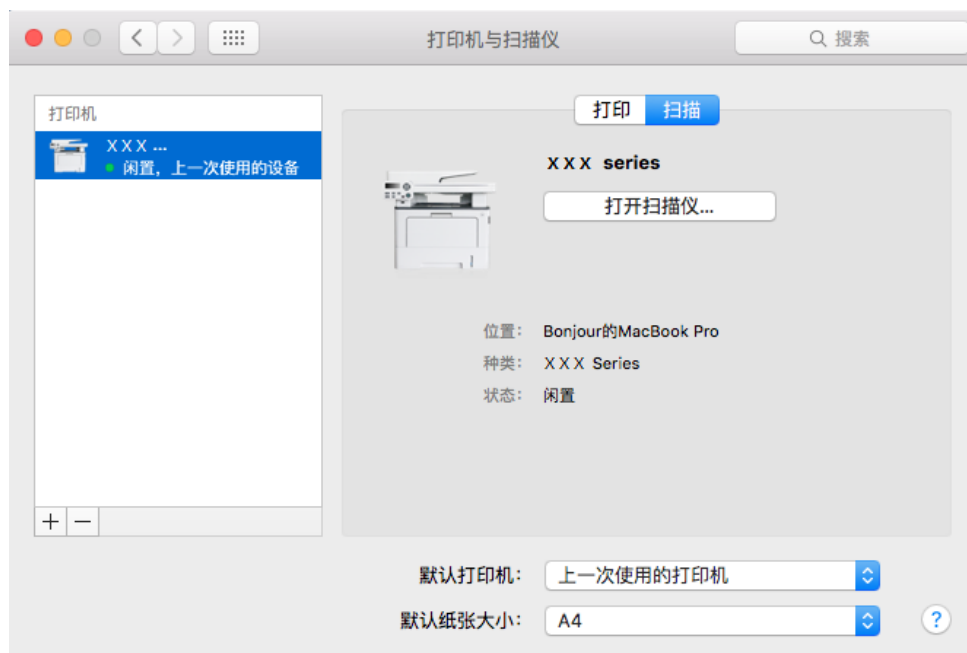 打印机与扫描仪
搜索
打印机
XXX ...
闲置，上一次使用的设备
打印
扫描
XXX series
打开扫描仪...
位置： Bonjour的MacBook Pro
种类： XXX Series
状态： 闲置
+ −
默认打印机： 上一次使用的打印机
默认纸张大小： A4
?